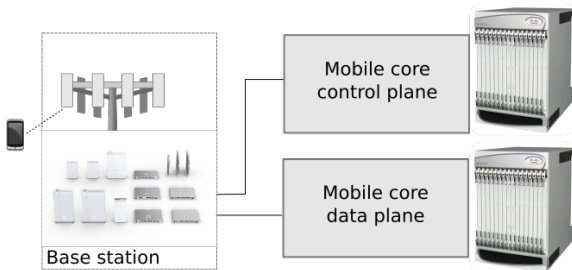 Mobile core
control plane
Mobile core
data plane
Base station